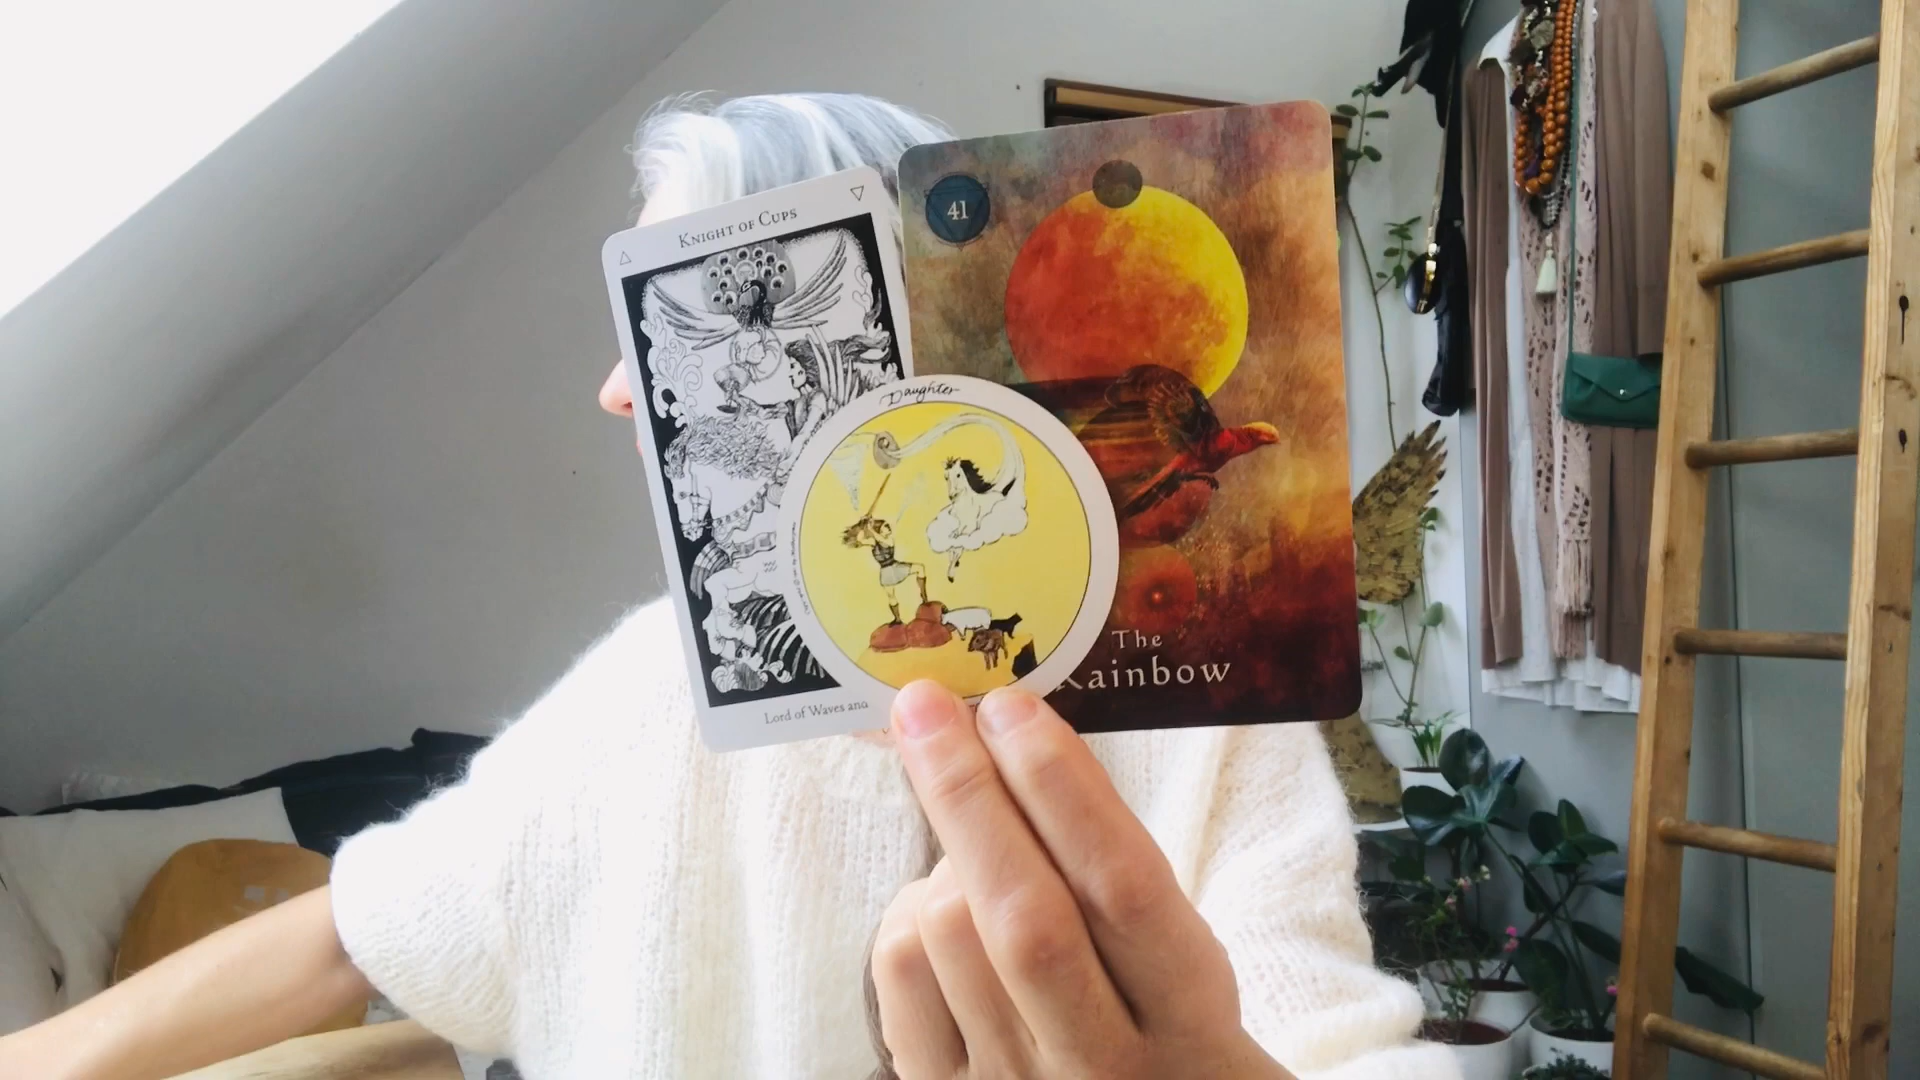 KNIGHT OF CUPS
Lord of Waves and
Daughter
41
The
Rainbow